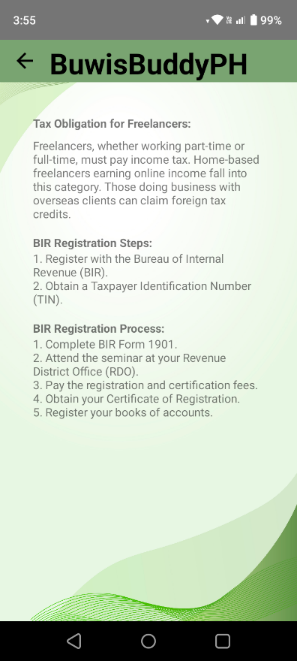 3:55
99%
BuwisBuddyPH
Tax Obligation for Freelancers:
Freelancers, whether working part-time or
full-time, must pay income tax. Home-based
freelancers earning online income fall into
this category. Those doing business with
overseas clients can claim foreign tax
credits.
BIR Registration Steps:
1. Register with the Bureau of Internal
Revenue (BIR).
2. Obtain a Taxpayer Identification Number
(TIN).
BIR Registration Process:
1. Complete BIR Form 1901.
2. Attend the seminar at your Revenue
District Office (RDO).
3. Pay the registration and certification fees.
4. Obtain your Certificate of Registration.
5. Register your books of accounts.